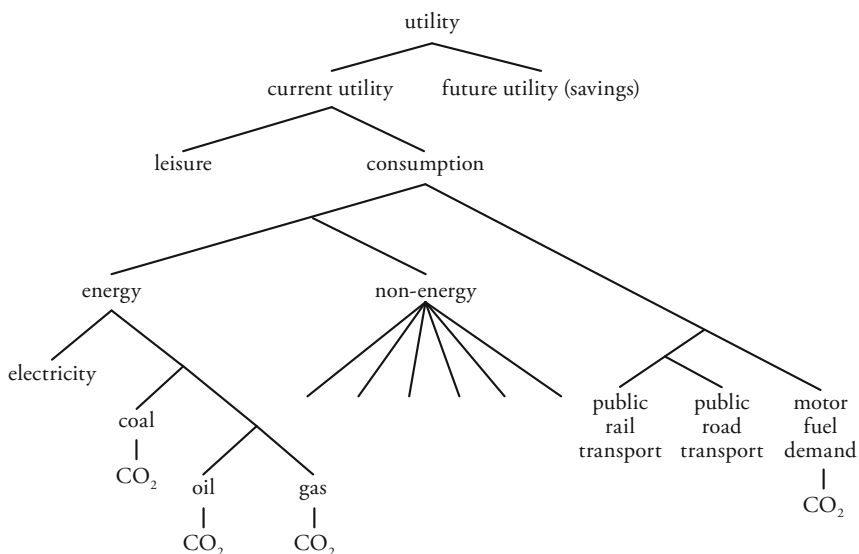 utility
current utility
future utility (savings)
leisure
consumption
energy
non-energy
electricity
coal
CO₂
oil
CO₂
gas
CO₂
public
rail
transport
public
road
transport
motor
fuel
demand
CO₂